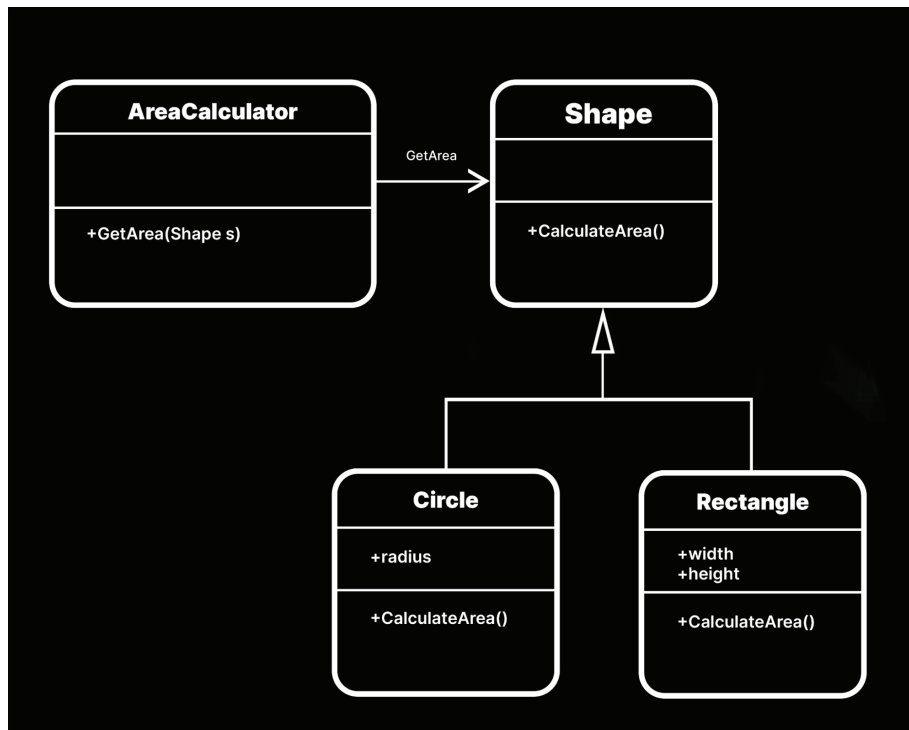 AreaCalculator
+GetArea(Shape s)
GetArea
Shape
+CalculateArea()
Circle
+radius
+CalculateArea()
Rectangle
+width
+height
+CalculateArea()